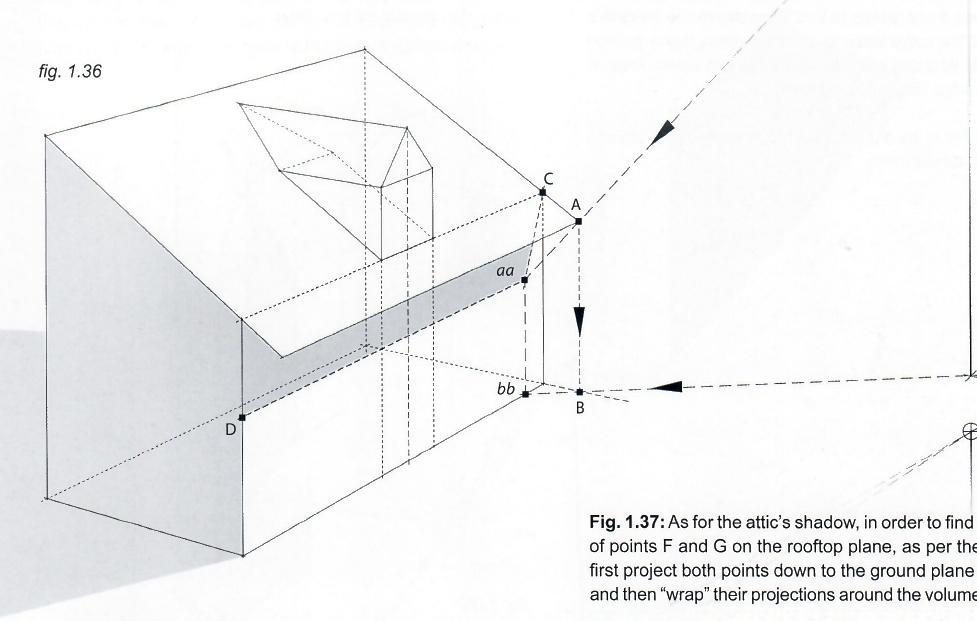 fig. 1.36
C
A
aa
bb
B
D
Fig. 1.37: As for the attic's shadow, in order to find
of points F and G on the rooftop plane, as per the
first project both points down to the ground plane
and then “wrap” their projections around the volume